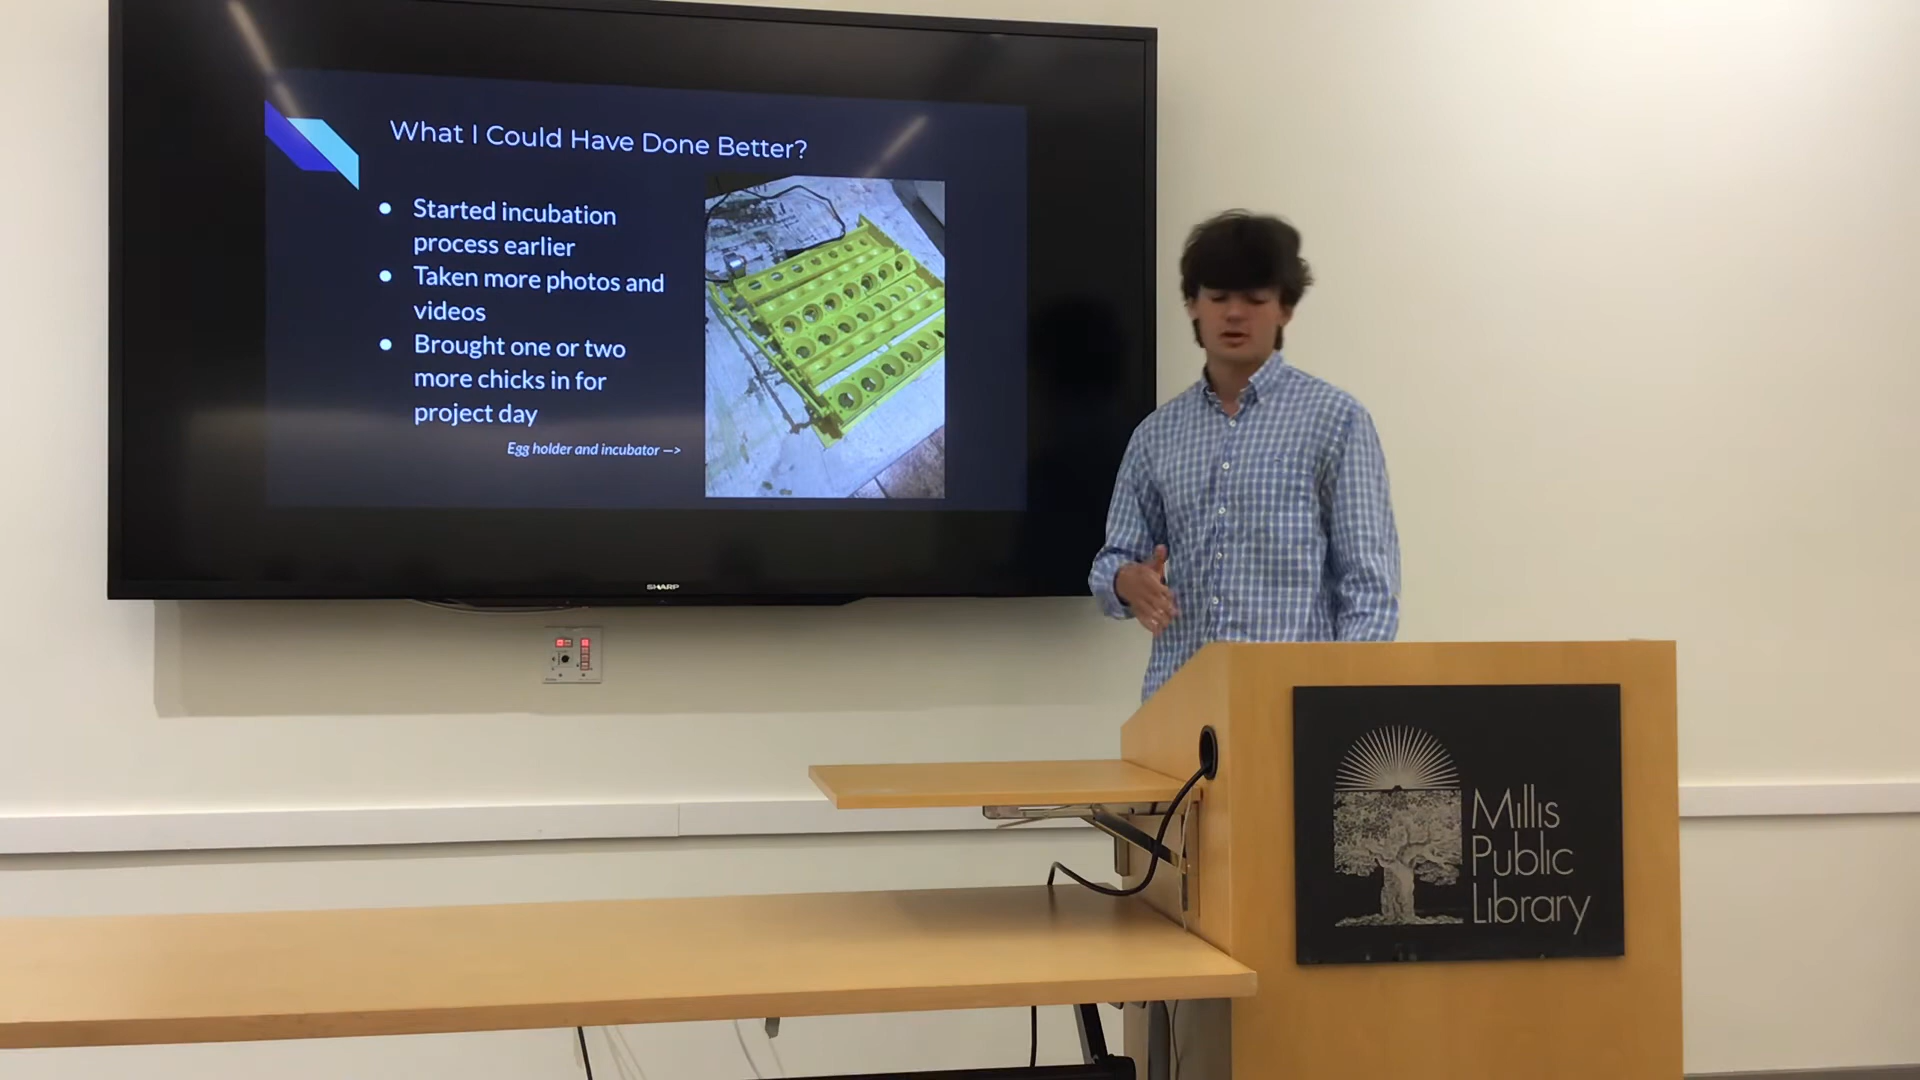 What I Could Have Done Better?
● Started incubation
process earlier
● Taken more photos and
videos
● Brought one or two
more chicks in for
project day
Egg holder and incubator —>
SHARP
Millis
Public
Library